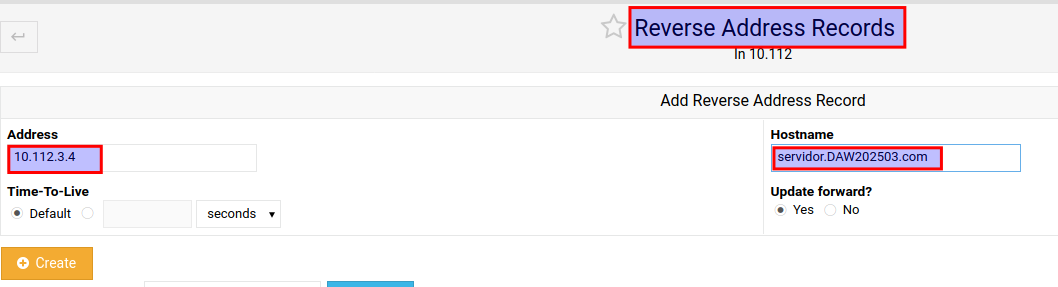 Reverse Address Records
In 10.112
Add Reverse Address Record
Address
10.112.3.4
Hostname
servidor.DAW202503.com
Time-To-Live
Default
seconds
Update forward?
Yes No
Create